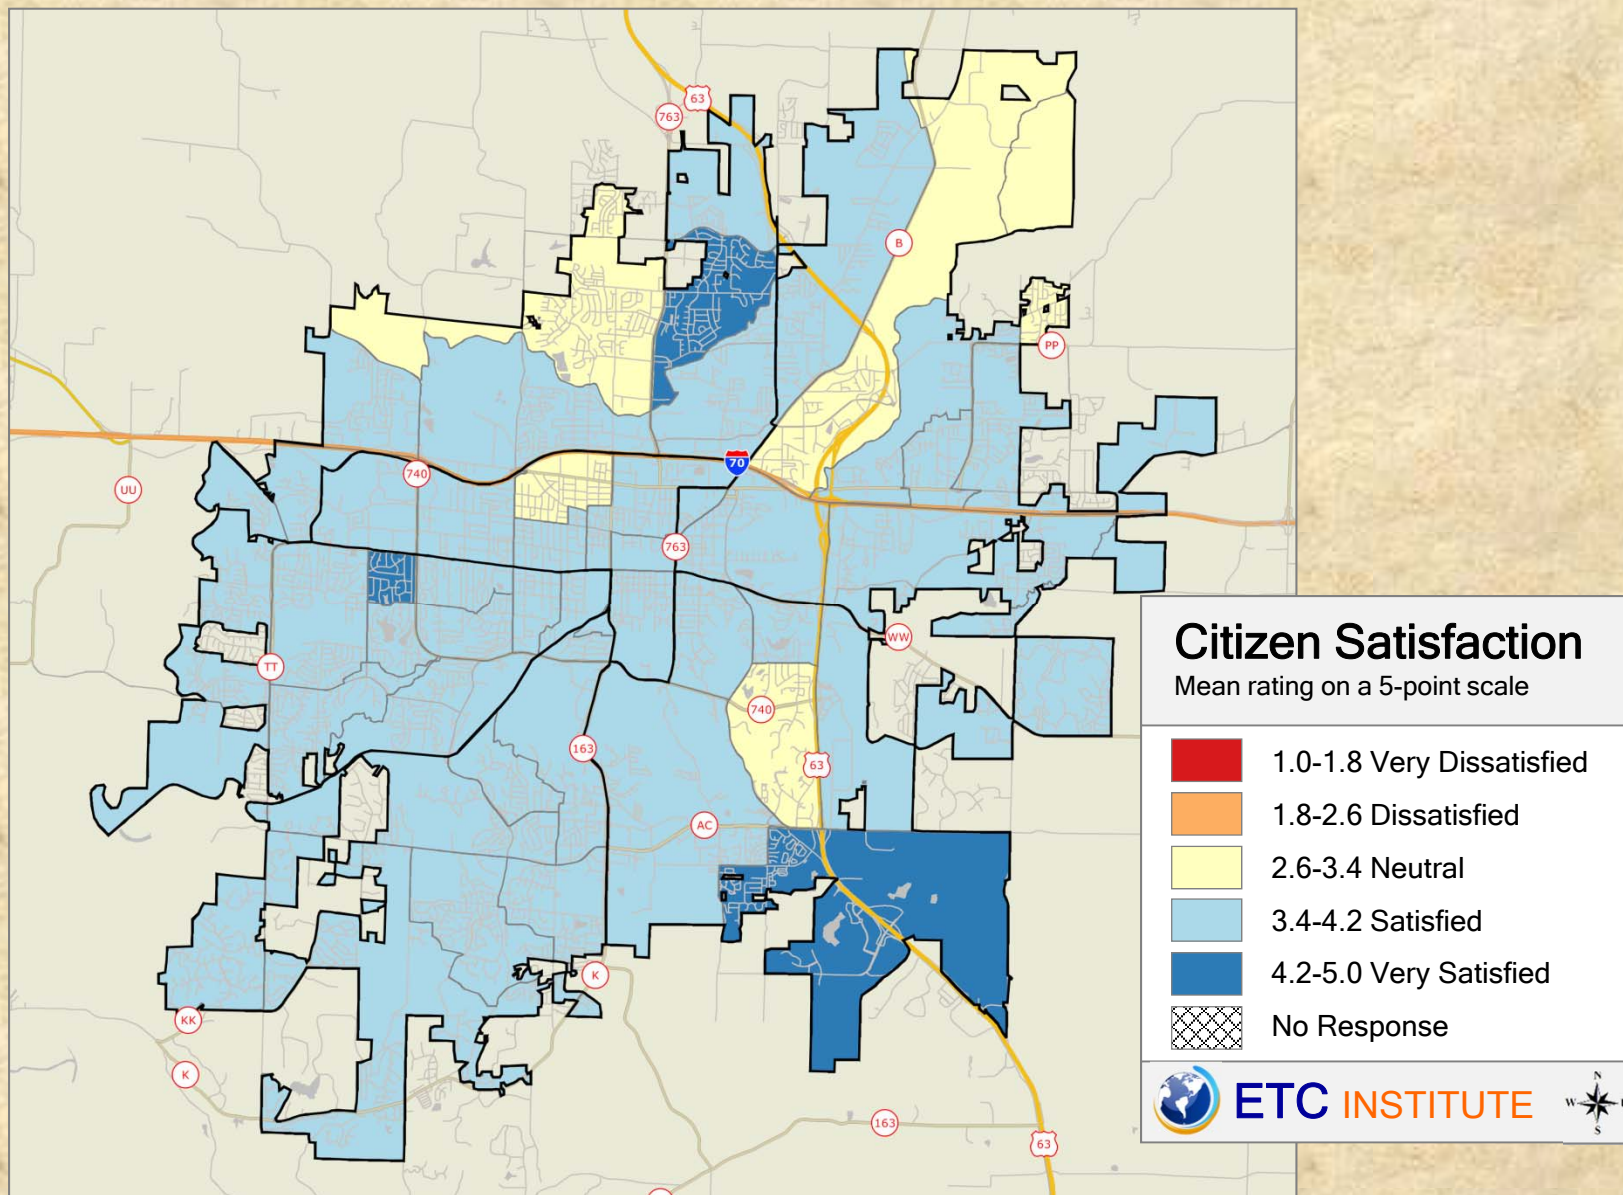 63
763
B
PP
70
740
UU
763
WW
TT
740
163
63
AC
K
KK
K
163
63
Citizen Satisfaction
Mean rating on a 5-point scale
1.0-1.8 Very Dissatisfied
1.8-2.6 Dissatisfied
2.6-3.4 Neutral
3.4-4.2 Satisfied
4.2-5.0 Very Satisfied
No Response
ETC INSTITUTE
N
W
S